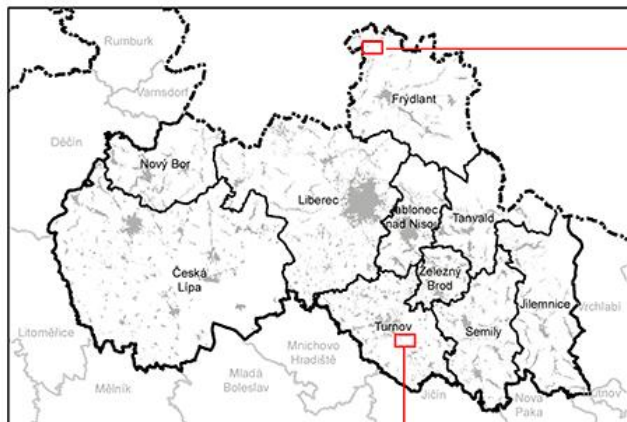 Rumburk
Varnsdorf
Děčín
Frýdlant
Nový Bor
Liberec
Jablonec
nad Nisou
Tanvald
Česká
Lípa
Železný
Brod
Jilemnice
Vrchlabí
Litoměřice
Turnov
Semily
Mnichovo
Hradiště
Mladá
Boleslav
Mělník
Jičín
Nová
Paka